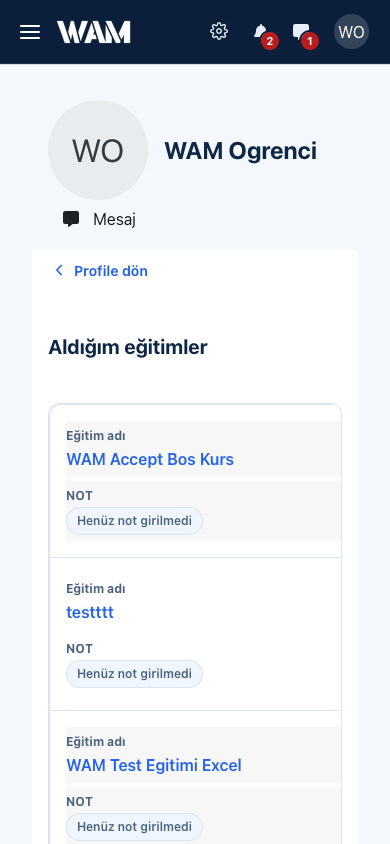 WAM
2
1
WO
WO
WAM Ogrenci
Mesaj
Profile dön
Aldığım eğitimler
Eğitim adı
WAM Accept Bos Kurs
NOT
Henüz not girilmedi
Eğitim adı
testttt
NOT
Henüz not girilmedi
Eğitim adı
WAM Test Egitimi Excel
NOT
Henüz not girilmedi